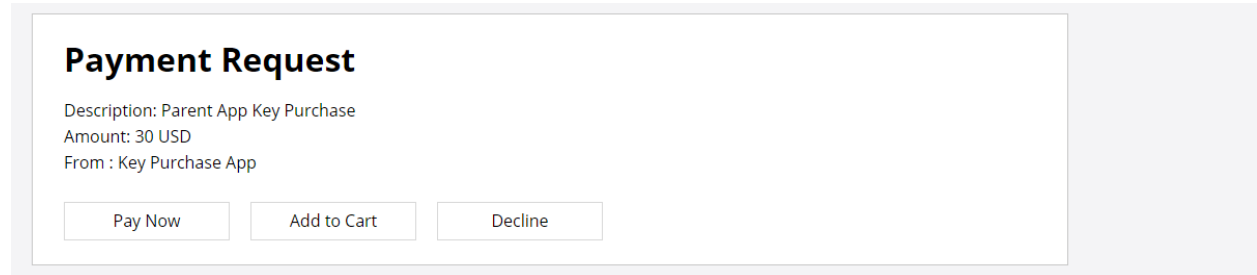 Payment Request
Description: Parent App Key Purchase
Amount: 30 USD
From : Key Purchase App
Pay Now
Add to Cart
Decline